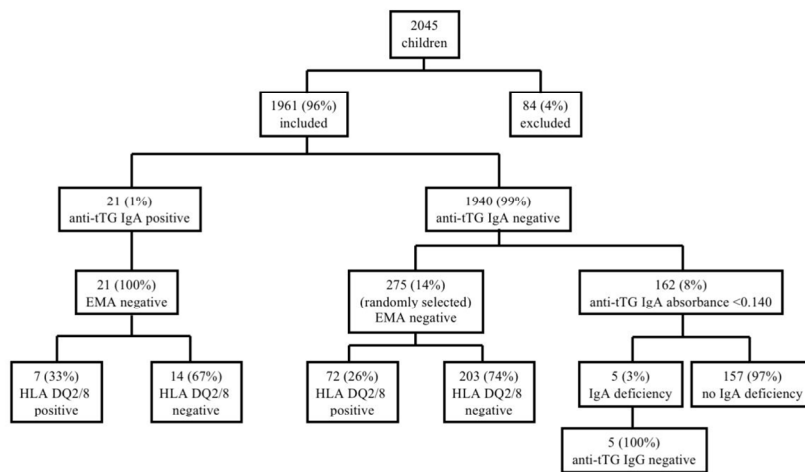 2045
children
1961 (96%)
included
84 (4%)
excluded
21 (1%)
anti-tTG IgA positive
1940 (99%)
anti-tTG IgA negative
21 (100%)
EMA negative
275 (14%)
(randomly selected)
EMA negative
162 (8%)
anti-tTG IgA absorbance <0.140
7 (33%)
HLA DQ2/8
positive
14 (67%)
HLA DQ2/8
negative
72 (26%)
HLA DQ2/8
positive
203 (74%)
HLA DQ2/8
negative
5 (3%)
IgA deficiency
157 (97%)
no IgA deficiency
5 (100%)
anti-tTG IgG negative